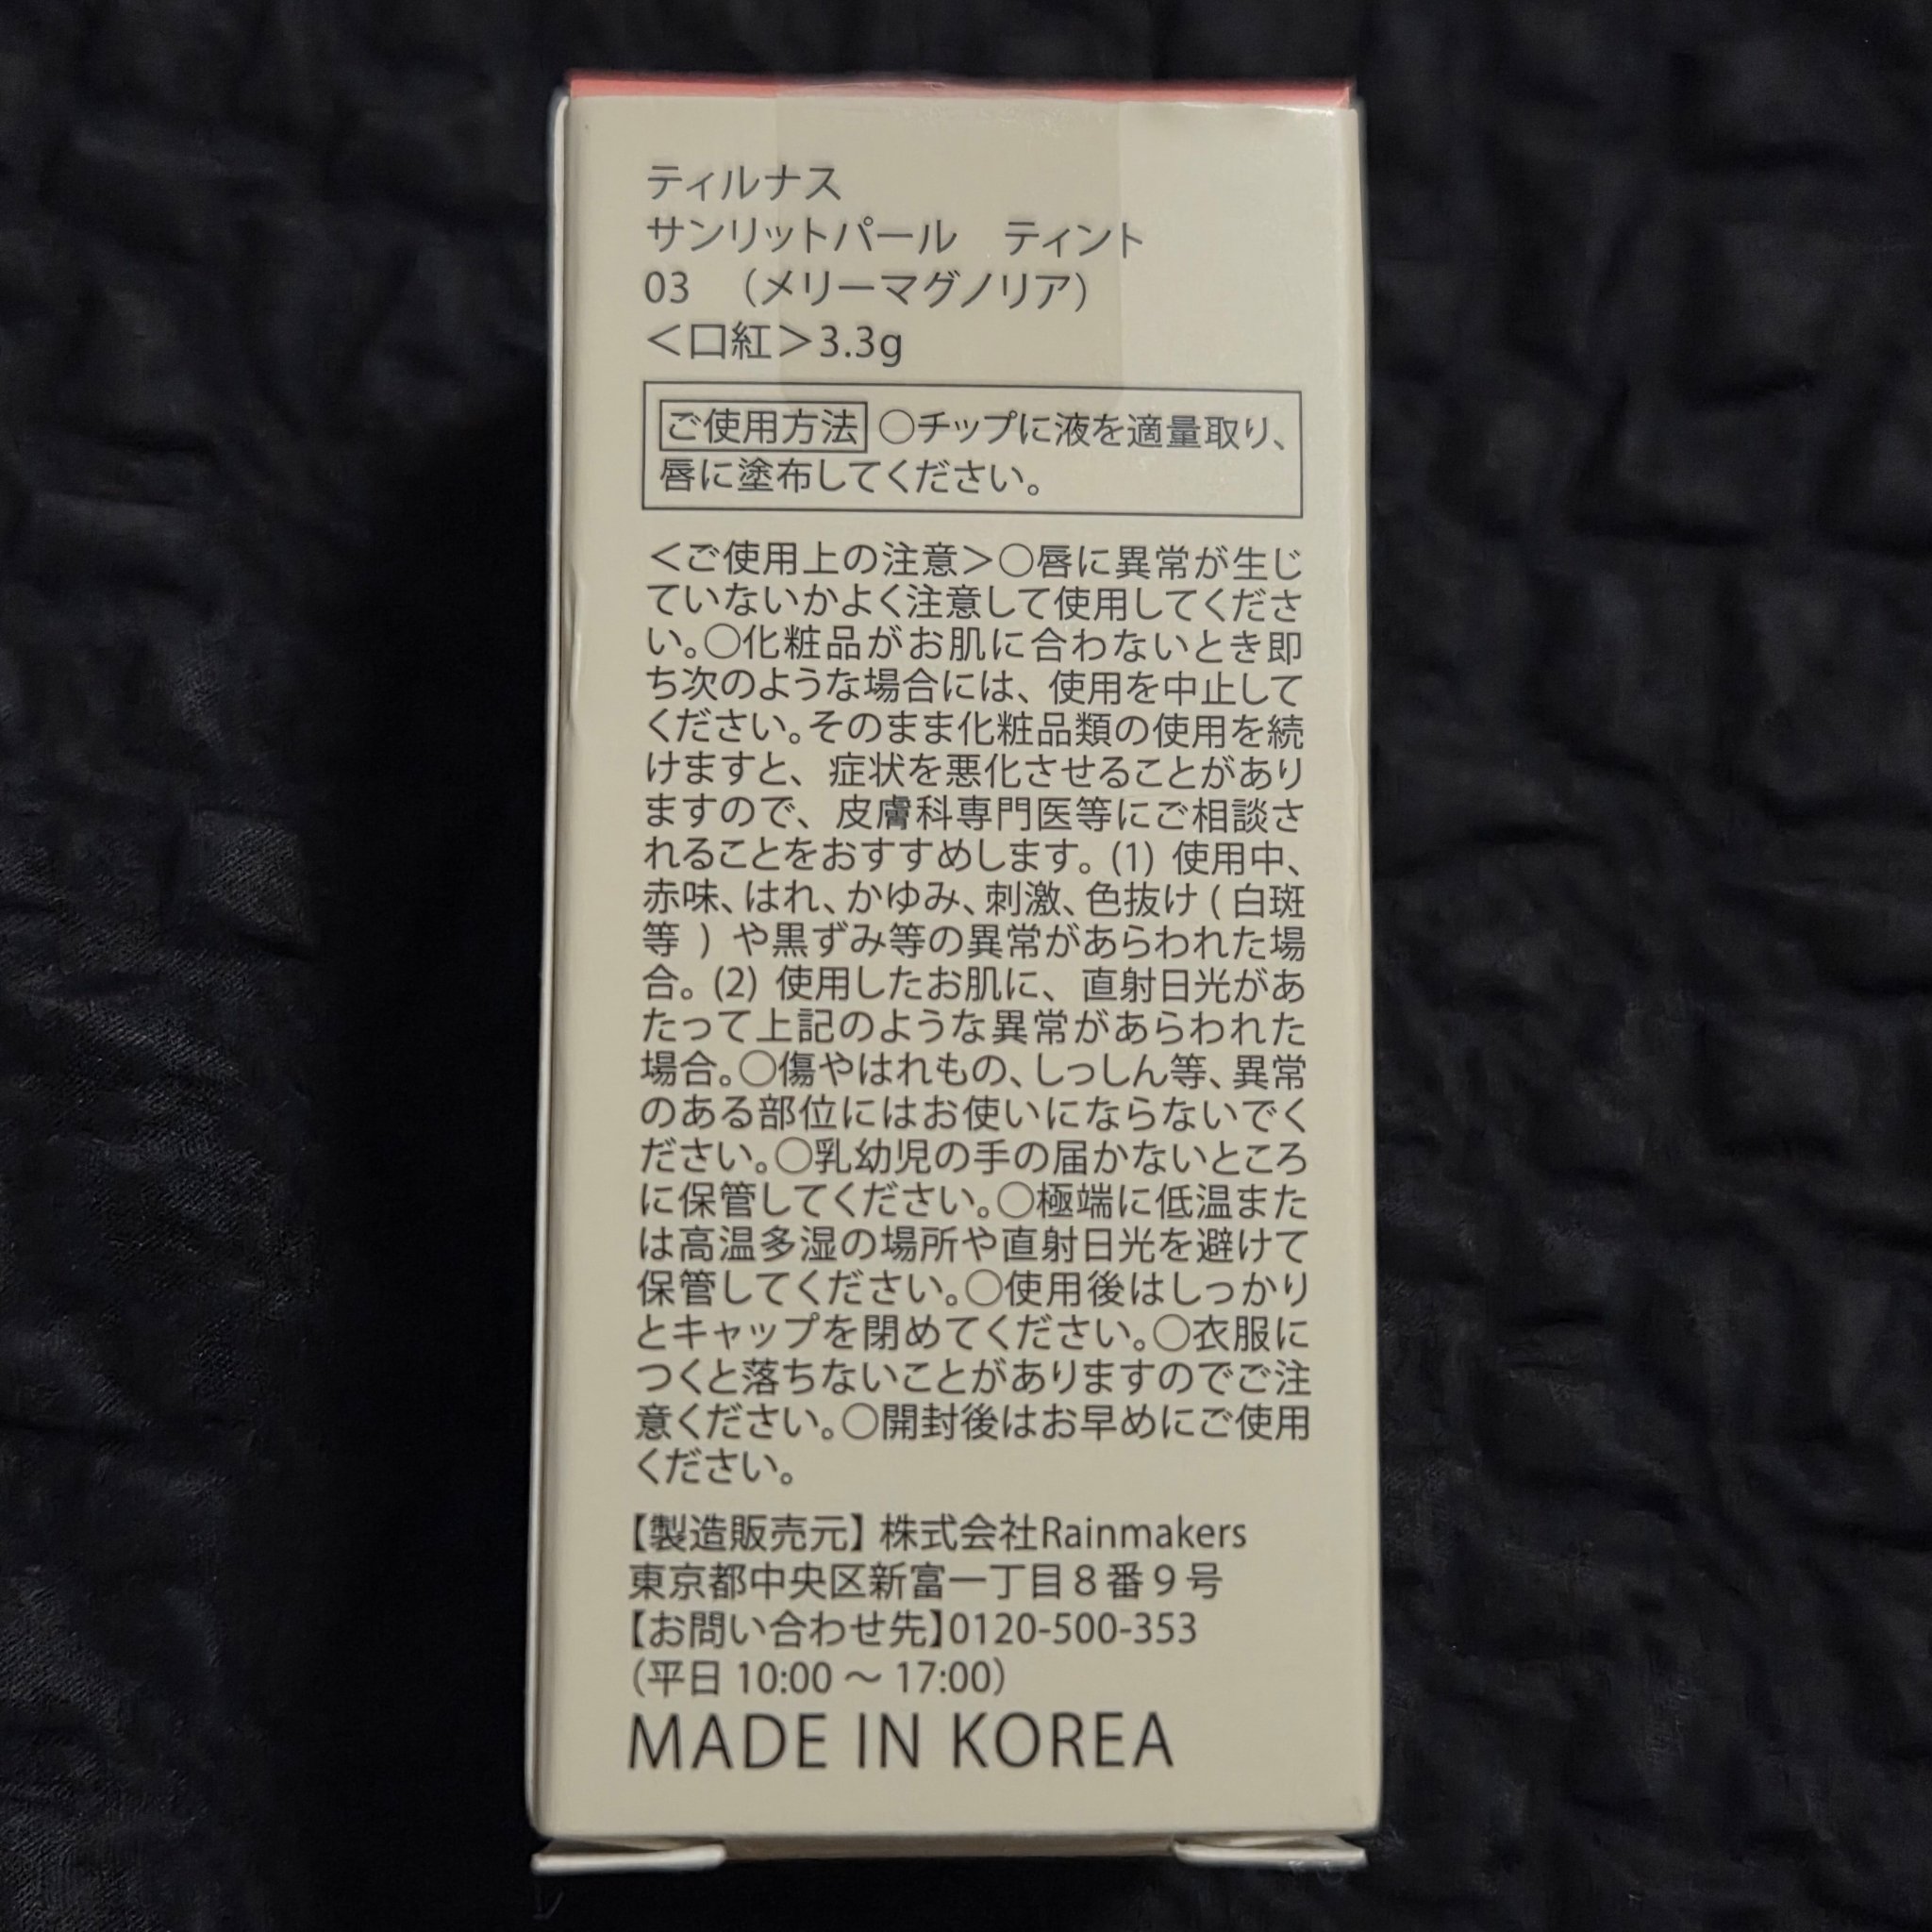 ティルナス
サンリットパール　ティント
03　（メリーマグノリア）
＜口紅＞3.3g
ご使用方法 ○チップに液を適量取り、
唇に塗布してください。
＜ご使用上の注意＞○唇に異常が生じ
ていないかよく注意して使用してくださ
い。○化粧品がお肌に合わないとき即
ち次のような場合には、使用を中止して
ください。そのまま化粧品類の使用を続
けますと、症状を悪化させることがあり
ますので、皮膚科専門医等にご相談さ
れることをおすすめします。(1) 使用中、
赤味、はれ、かゆみ、刺激、色抜け ( 白斑
等 ) や黒ずみ等の異常があらわれた場
合。(2) 使用したお肌に、直射日光があ
たって上記のような異常があらわれた
場合。○傷やはれもの、しっしん等、異常
のある部位にはお使いにならないでく
ださい。○乳幼児の手の届かないところ
に保管してください。○極端に低温また
は高温多湿の場所や直射日光を避けて
保管してください。○使用後はしっかり
とキャップを閉めてください。○衣服に
つくと落ちないことがありますのでご注
意ください。○開封後はお早めにご使用
ください。
【製造販売元】株式会社Rainmakers
東京都中央区新富一丁目８番９号
【お問い合わせ先】0120-500-353
（平日 10:00 〜 17:00）
MADE IN KOREA